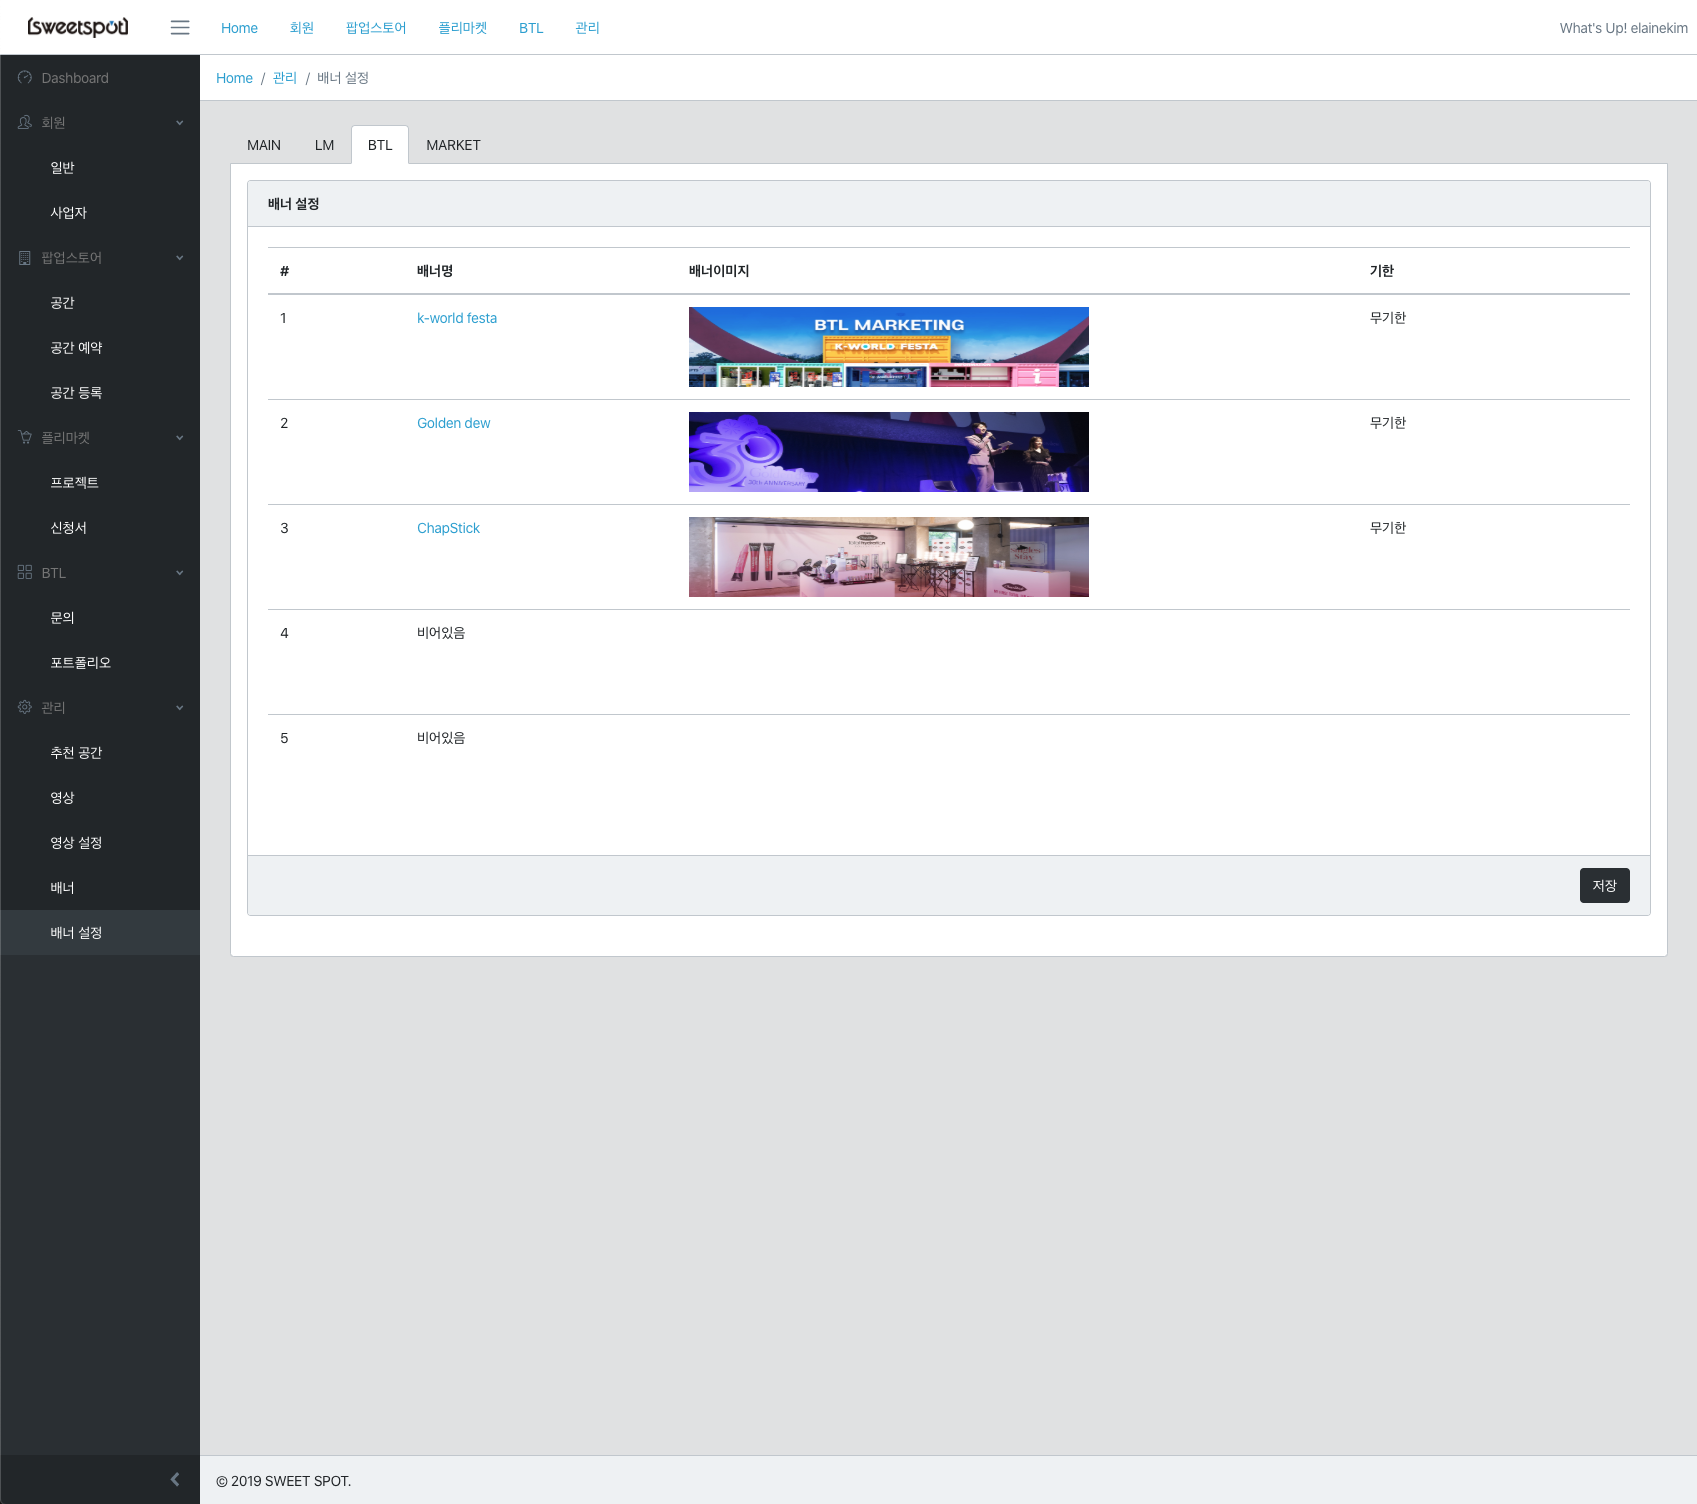 [sweetspot]
Home 회원 팝업스토어 플리마켓 BTL 관리
What's Up! elainekim
Dashboard
회원
일반
사업자
팝업스토어
공간
공간 예약
공간 등록
플리마켓
프로젝트
신청서
BTL
문의
포트폴리오
관리
추천 공간
영상
영상 설정
배너
배너 설정
Home / 관리 / 배너 설정
MAIN LM BTL MARKET
배너 설정
# 배너명 배너이미지 기한
1 k-world festa 무기한
BTL MARKETING
K-WORLD FESTA
2 Golden dew 무기한
30
30th ANNIVERSARY
3 ChapStick 무기한
4 비어있음
5 비어있음
저장
© 2019 SWEET SPOT.